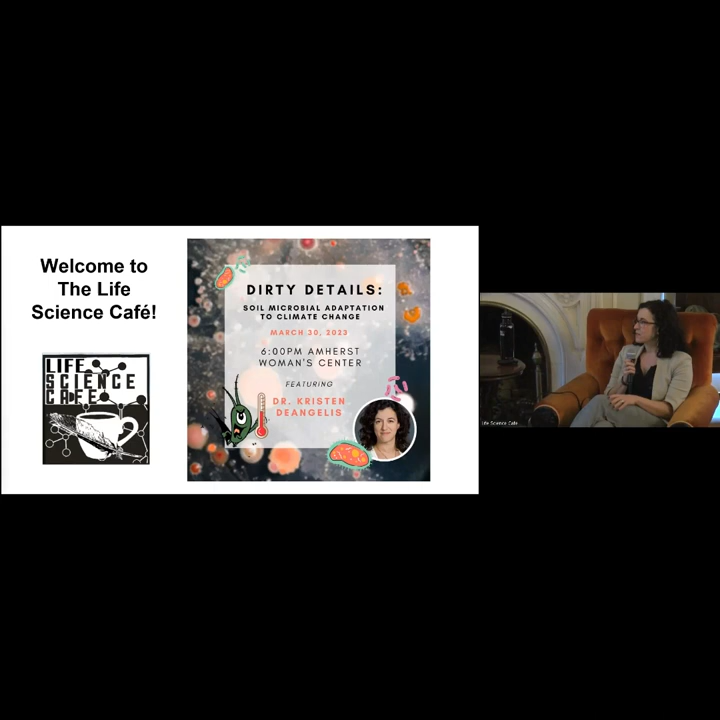 Welcome to
The Life
Science Café!
LIFE
SCIENCE
CAFE
DIRTY DETAILS:
SOIL MICROBIAL ADAPTATION
TO CLIMATE CHANGE
MARCH 30, 2023
6:00PM AMHERST
WOMAN'S CENTER
FEATURING
DR. KRISTEN
DEANGELIS
Life Science Cafe